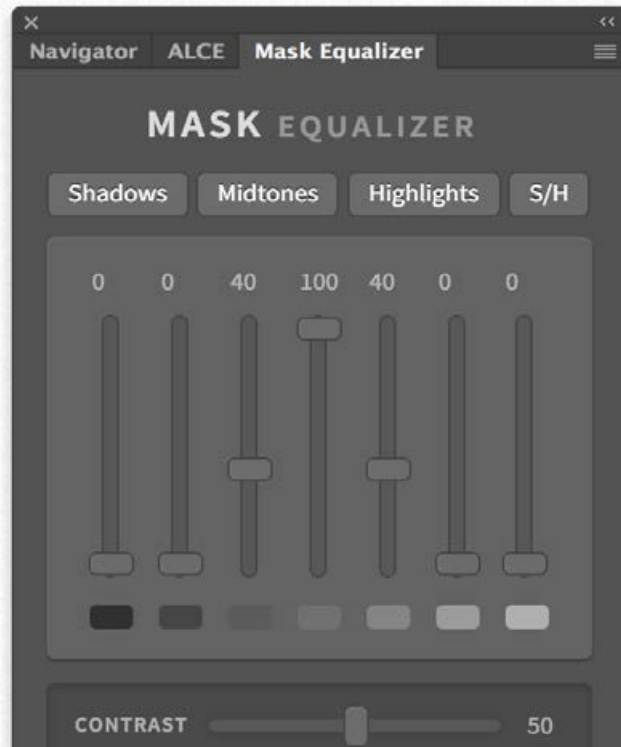 Navigator ALCE Mask Equalizer
MASK EQUALIZER
Shadows Midtones Highlights S/H
0 0 40 100 40 0 0
CONTRAST 50